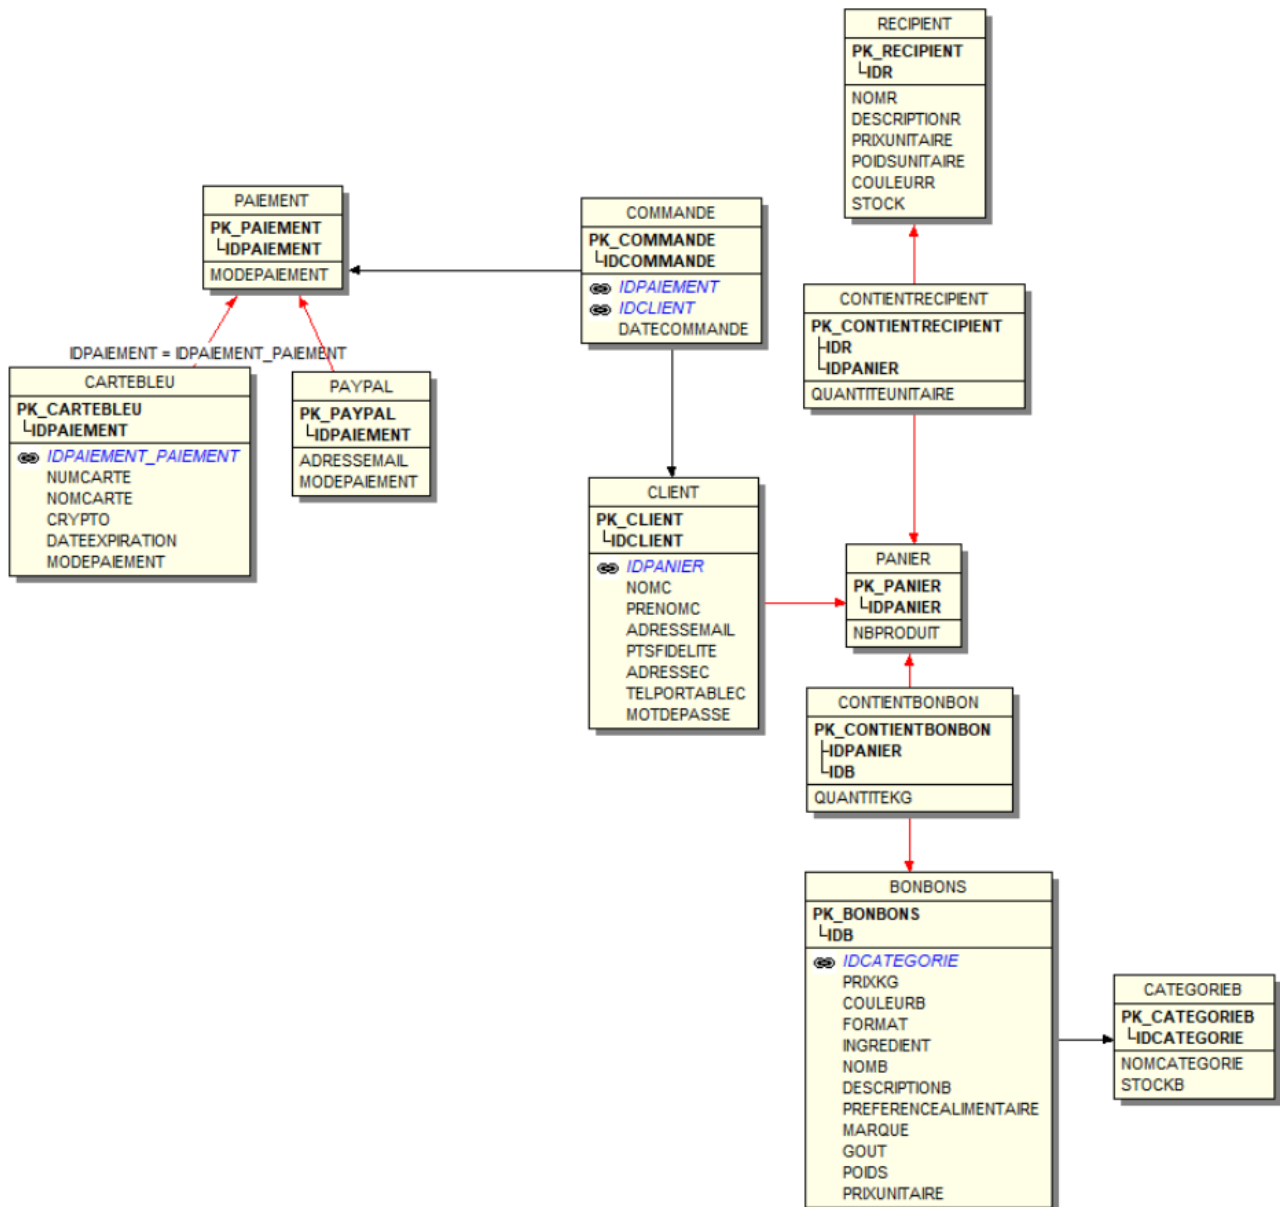 RECIPIENT
PK_RECIPIENT
IDR
NOMR
DESCRIPTIONR
PRIXUNITAIRE
POIDSUNITAIRE
COULEURR
STOCK
PAIEMENT
PK_PAIEMENT
IDPAIEMENT
MODEPAIEMENT
COMMANDE
PK_COMMANDE
IDCOMMANDE
IDPAIEMENT
IDCLIENT
DATECOMMANDE
CONTIENTRECIPIENT
PK_CONTIENTRECIPIENT
IDR
IDPANIER
QUANTITEUNITAIRE
IDPAIEMENT = IDPAIEMENT_PAIEMENT
CARTEBLEU
PK_CARTEBLEU
IDPAIEMENT
IDPAIEMENT_PAIEMENT
NUMCARTE
NOMCARTE
CRYPTO
DATEEXPIRATION
MODEPAIEMENT
PAYPAL
PK_PAYPAL
IDPAIEMENT
ADRESSEMAIL
MODEPAIEMENT
CLIENT
PK_CLIENT
IDCLIENT
IDPANIER
NOMC
PRENOMC
ADRESSEMAIL
PTSFIDELITE
ADRESSEC
TELPORTABLEC
MOTDEPASSE
PANIER
PK_PANIER
IDPANIER
NBPRODUIT
CONTIENTBONBON
PK_CONTIENTBONBON
IDPANIER
IDB
QUANTITEKG
BONBONS
PK_BONBONS
IDB
IDCATEGORIE
PRIXKG
COULEURB
FORMAT
INGREDIENT
NOMB
DESCRIPTIONB
PREFERENCEALIMENTAIRE
MARQUE
GOUT
POIDS
PRIXUNITAIRE
CATEGORIEB
PK_CATEGORIEB
IDCATEGORIE
NOMCATEGORIE
STOCKB